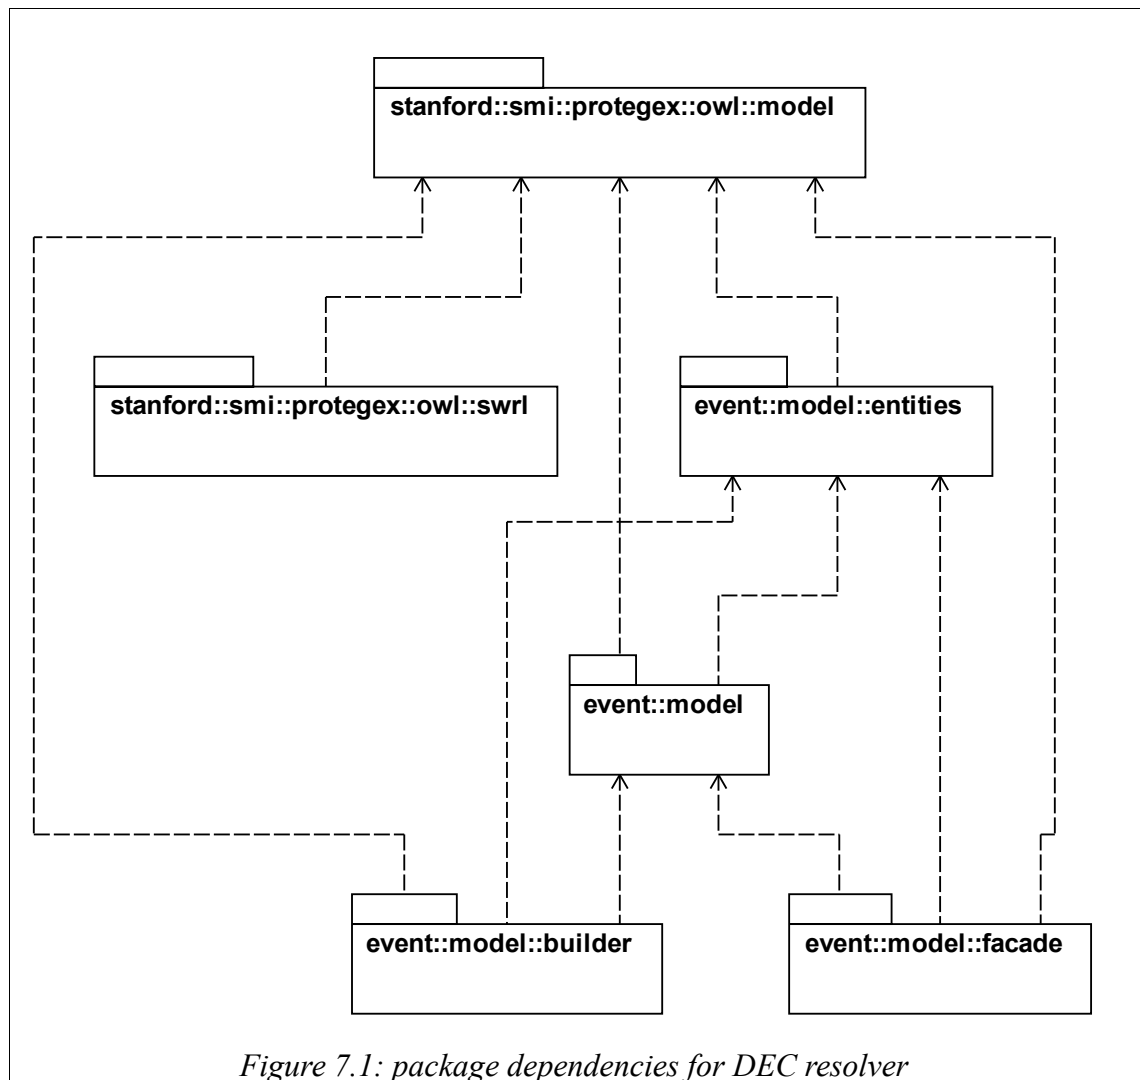 stanford::smi::protegex::owl::model
stanford::smi::protegex::owl::swrl
event::model::entities
event::model
event::model::builder
event::model::facade
Figure 7.1: package dependencies for DEC resolver